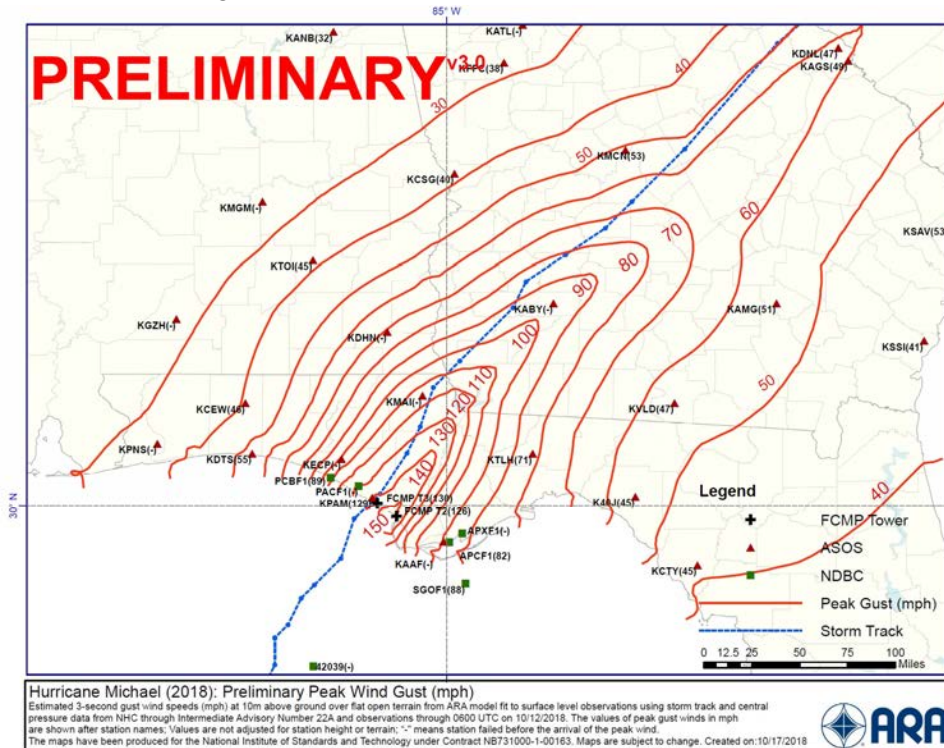 85° W
KANB(32)
KATL(-)
PRELIMINARY v3.0
KFFC(38)
KDNL(47)
KAGS(49)
40
30
50
KMCN(53)
KCSG(40)
KMGM(-)
60
70
KSAV(53
KTOI(45)
80
90
KABY(-)
KAMG(51)
KGZH(-)
KDHN(-)
100
KSSI(41)
110
50
KMAI(-)
120
KCEW(46)
KVLD(47)
130
KPNS(-)
KDTS(55)
KECP(-)
KTLH(71)
140
PCBF1(89)
40
PACF1(-)
Legend
30° N
KPAM(129)
FCMP T3(130)
K40J(45)
FCMP T2(126)
FCMP Tower
150
APXF1(-)
ASOS
KAAF(-)
APCF1(82)
KCTY(45)
NDBC
SGOF1(88)
Peak Gust (mph)
Storm Track
0 12.5 25 50 75 100
Miles
42039(-)
Hurricane Michael (2018): Preliminary Peak Wind Gust (mph)
Estimated 3-second gust wind speeds (mph) at 10m above ground over flat open terrain from ARA model fit to surface level observations using storm track and central
pressure data from NHC through Intermediate Advisory Number 22A and observations through 0600 UTC on 10/12/2018. The values of peak gust winds in mph
are shown after station names; Values are not adjusted for station height or terrain; "-" means station failed before the arrival of the peak wind.
The maps have been produced for the National Institute of Standards and Technology under Contract NB731000-1-00163. Maps are subject to change. Created on:10/17/2018
ARA